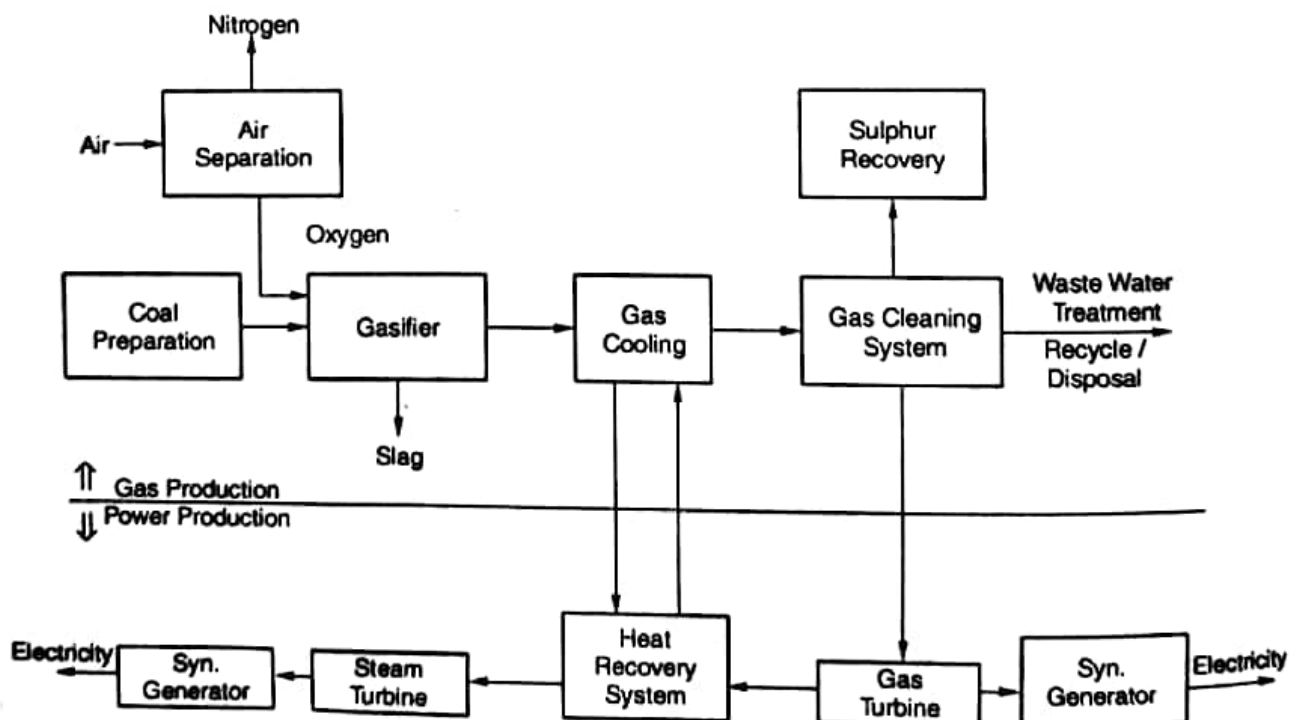 Nitrogen
Air
Air
Separation
Sulphur
Recovery
Oxygen
Coal
Preparation
Gasifier
Gas
Cooling
Gas Cleaning
System
Waste Water
Treatment
Recycle /
Disposal
Slag
⇑ Gas Production
⇓ Power Production
Electricity
Syn.
Generator
Steam
Turbine
Heat
Recovery
System
Gas
Turbine
Syn.
Generator
Electricity